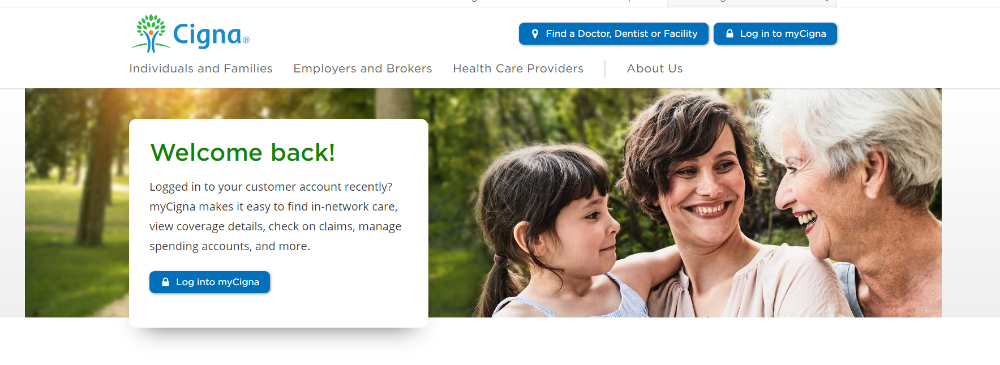 Cigna®
Find a Doctor, Dentist or Facility
Log in to myCigna
Individuals and Families
Employers and Brokers
Health Care Providers
About Us
Welcome back!
Logged in to your customer account recently?
myCigna makes it easy to find in-network care,
view coverage details, check on claims, manage
spending accounts, and more.
Log into myCigna